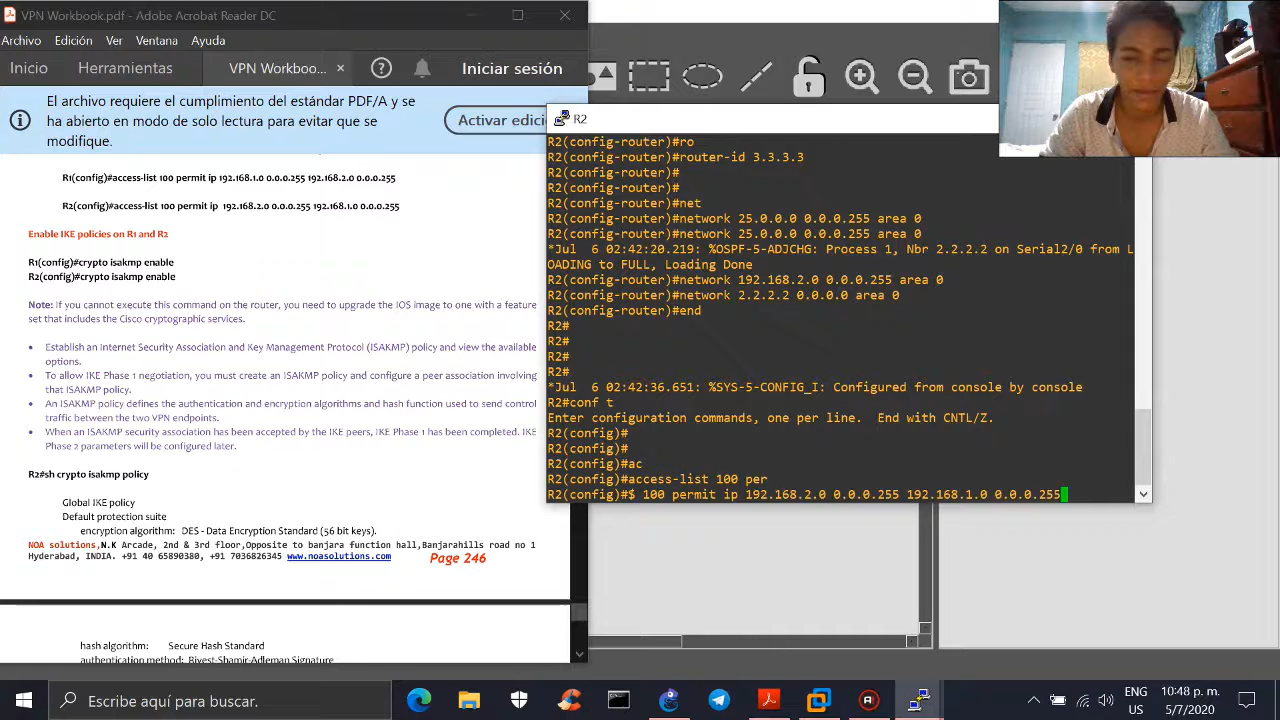 VPN Workbook.pdf - Adobe Acrobat Reader DC
Archivo Edición Ver Ventana Ayuda
Inicio Herramientas VPN Workboo... × Iniciar sesión
El archivo requiere el cumplimiento del estándar PDF/A y se
ha abierto en modo de solo lectura para evitar que se
modifique.
Activar edici
R1(config)#access-list 100 permit ip 192.168.1.0 0.0.0.255 192.168.2.0 0.0.0.255
R2(config)#access-list 100 permit ip 192.168.2.0 0.0.0.255 192.168.1.0 0.0.0.255
Enable IKE policies on R1 and R2
R1(config)#crypto isakmp enable
R2(config)#crypto isakmp enable
Note: If you cannot execute this command on the router, you need to upgrade the IOS image to one with a feature
set that includes the Cisco cryptographic services.
• Establish an Internet Security Association and Key Management Protocol (ISAKMP) policy and view the available
options.
• To allow IKE Phase 1 negotiation, you must create an ISAKMP policy and configure a peer association involving
that ISAKMP policy.
• An ISAKMP policy defines the authentication and encryption algorithms and hash function used to send control
traffic between the two VPN endpoints.
• When an ISAKMP security association has been accepted by the IKE peers, IKE Phase 1 has been completed. IKE
Phase 2 parameters will be configured later.
R2#sh crypto isakmp policy
Global IKE policy
Default protection suite
encryption algorithm: DES - Data Encryption Standard (56 bit keys).
NOA solutions,N.K Arcade, 2nd & 3rd floor,Opposite to banjara function hall,Banjarahills road no 1
Hyderabad, INDIA. +91 40 65890380, +91 7036826345 www.noasolutions.com Page 246
hash algorithm: Secure Hash Standard
authentication method: Rivest-Shamir-Adleman Signature
R2
R2(config-router)#ro
R2(config-router)#router-id 3.3.3.3
R2(config-router)#
R2(config-router)#
R2(config-router)#net
R2(config-router)#network 25.0.0.0 0.0.0.255 area 0
R2(config-router)#network 25.0.0.0 0.0.0.255 area 0
*Jul  6 02:42:20.219: %OSPF-5-ADJCHG: Process 1, Nbr 2.2.2.2 on Serial2/0 from L
OADING to FULL, Loading Done
R2(config-router)#network 192.168.2.0 0.0.0.255 area 0
R2(config-router)#network 2.2.2.2 0.0.0.0 area 0
R2(config-router)#end
R2#
R2#
R2#
R2#
*Jul  6 02:42:36.651: %SYS-5-CONFIG_I: Configured from console by console
R2#conf t
Enter configuration commands, one per line.  End with CNTL/Z.
R2(config)#
R2(config)#
R2(config)#ac
R2(config)#access-list 100 per
R2(config)#$ 100 permit ip 192.168.2.0 0.0.0.255 192.168.1.0 0.0.0.255
Escribe aquí para buscar.
ENG
US
10:48 p. m.
5/7/2020